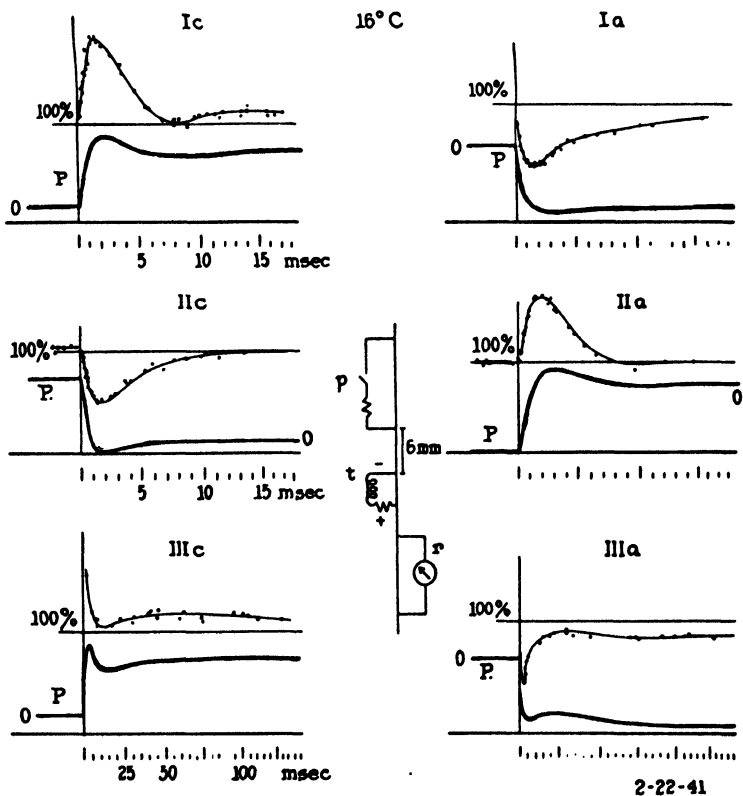 Ic
16°C
Ia
100%
P
0
5 10 15 msec
100%
0
P
IIc
100%
P.
0
5 10 15 msec
p
6mm
t
-
+
r
IIa
100%
P
0
IIIc
100%
P
0
25 50 100 msec
IIIa
100%
0
P.
2-22-41